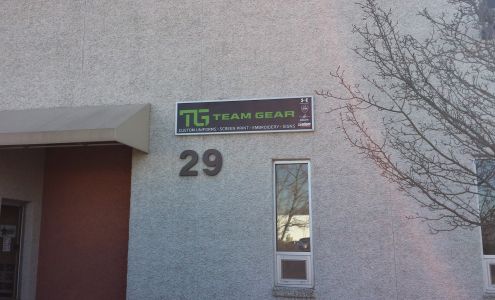 TG TEAM GEAR
CUSTOM UNIFORMS • SCREEN PRINT • EMBROIDERY • SIGNS
29